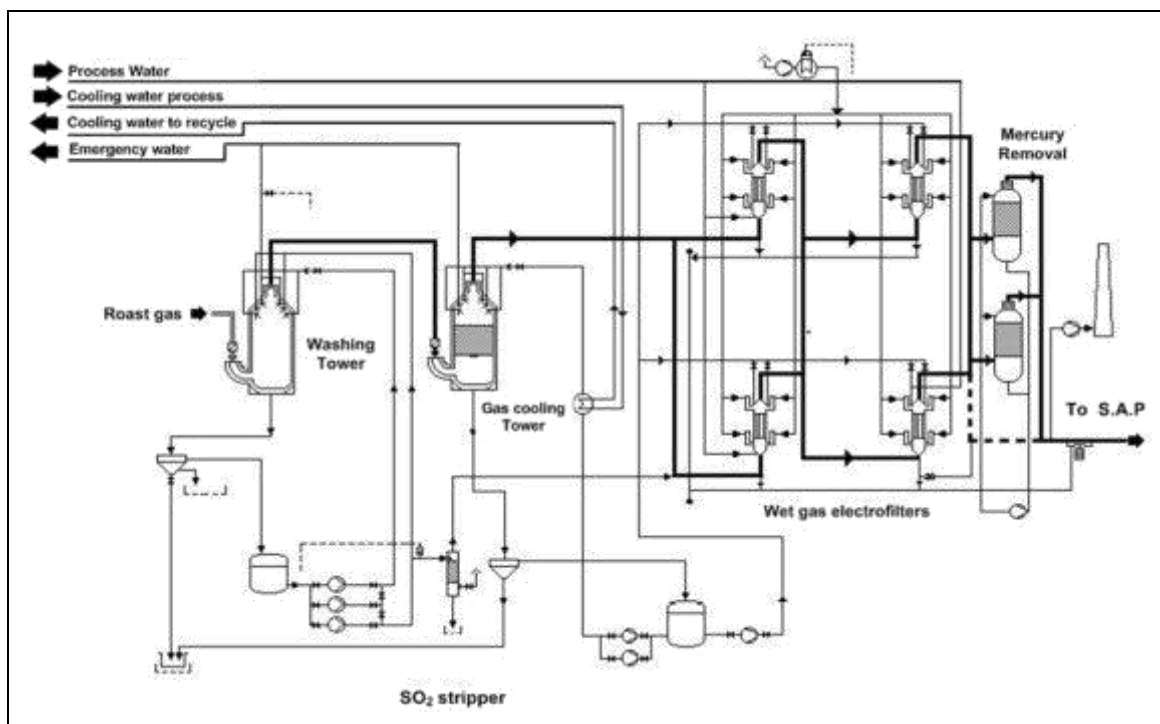 Process Water
Cooling water process
Cooling water to recycle
Emergency water
Mercury
Removal
Roast gas
Washing
Tower
Gas cooling
Tower
To S.A.P
Wet gas electrofilters
SO₂ stripper